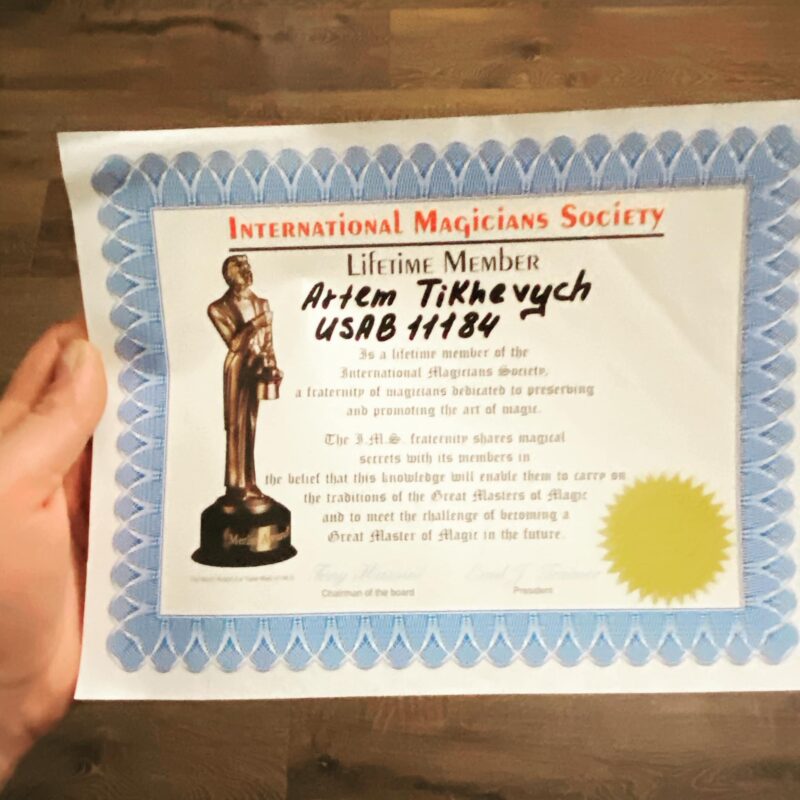 International Magicians Society
Lifetime Member
Artem Tikhevych
USAB 11184
Is a lifetime member of the
International Magicians Society,
a fraternity of magicians dedicated to preserving
and promoting the art of magic.
The I.M.S. fraternity shares magical
secrets with its members in
the belief that this knowledge will enable them to carry on
the traditions of the Great Masters of Magic
and to meet the challenge of becoming a
Great Master of Magic in the future.
Merlin Award
Chairman of the board
President